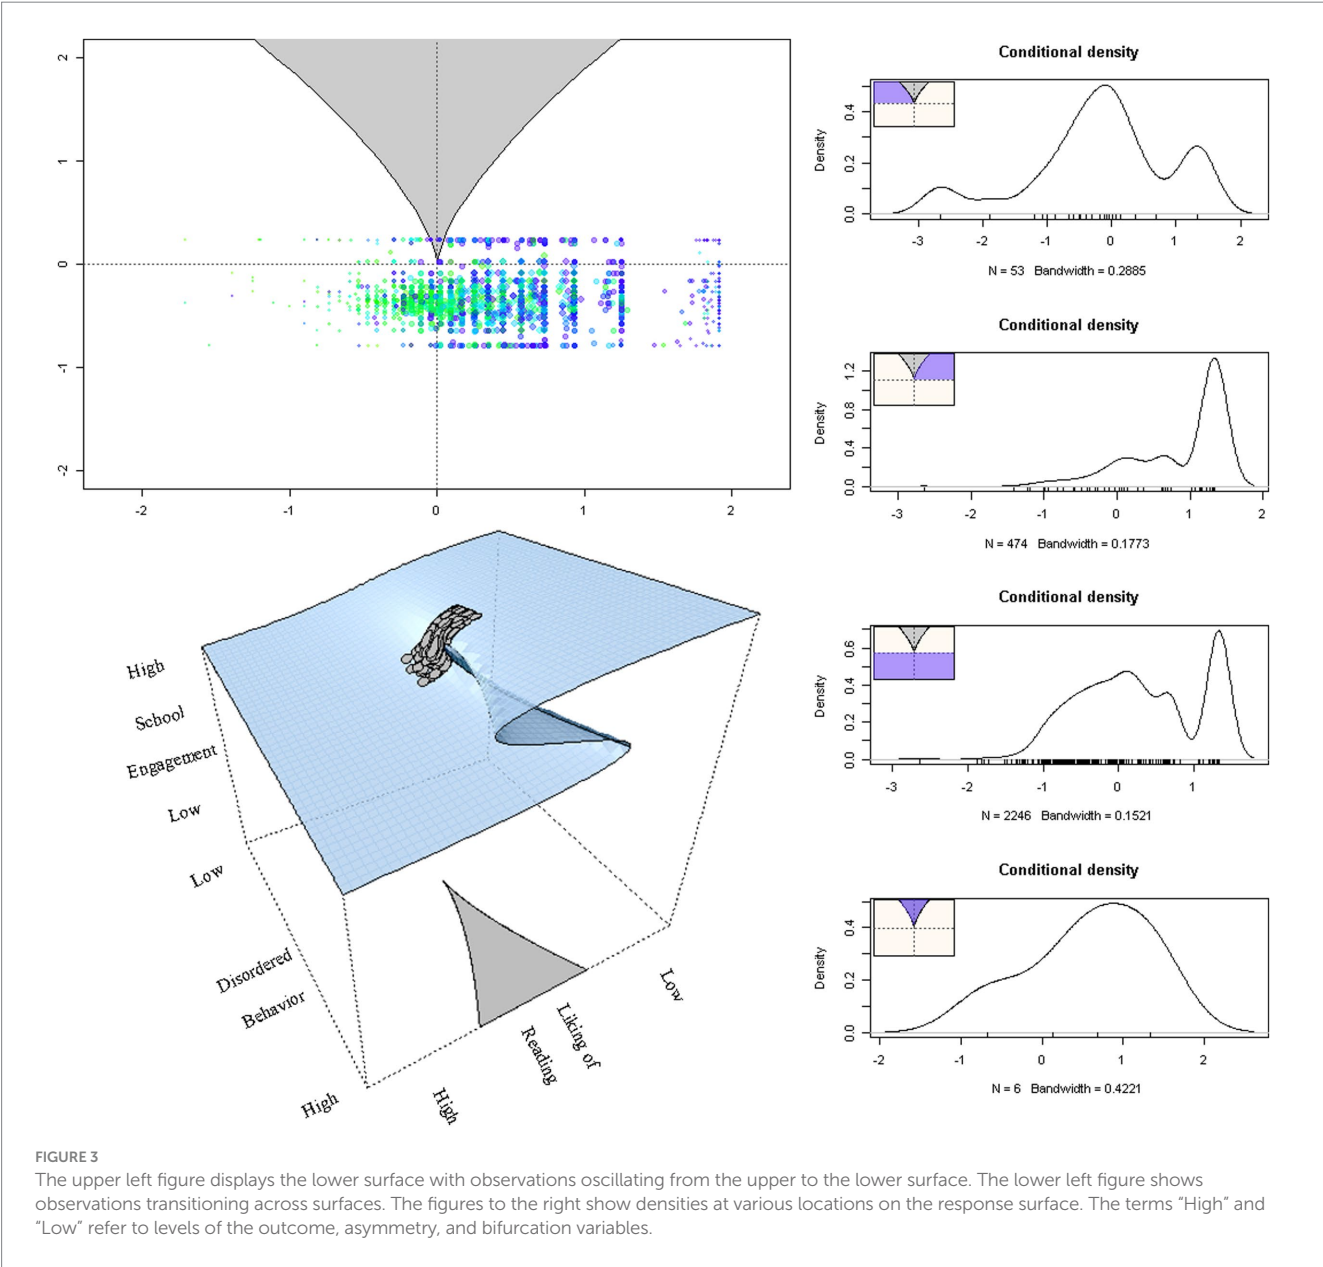 2
1
0
-1
-2
-2
-1
0
1
2
Conditional density
Density
0.4
0.2
0.0
-3
-2
-1
0
1
2
N = 53 Bandwidth = 0.2885
Conditional density
Density
1.2
0.8
0.4
0.0
-3
-2
-1
0
1
2
N = 474 Bandwidth = 0.1773
Conditional density
Density
0.6
0.4
0.2
0.0
-3
-2
-1
0
1
N = 2246 Bandwidth = 0.1521
Conditional density
Density
0.4
0.2
0.0
-2
-1
0
1
2
N = 6 Bandwidth = 0.4221
High
School
Engagement
Low
Low
Disordered
Behavior
High
High
Reading
Liking of
Low
FIGURE 3
The upper left figure displays the lower surface with observations oscillating from the upper to the lower surface. The lower left figure shows
observations transitioning across surfaces. The figures to the right show densities at various locations on the response surface. The terms “High” and
“Low” refer to levels of the outcome, asymmetry, and bifurcation variables.